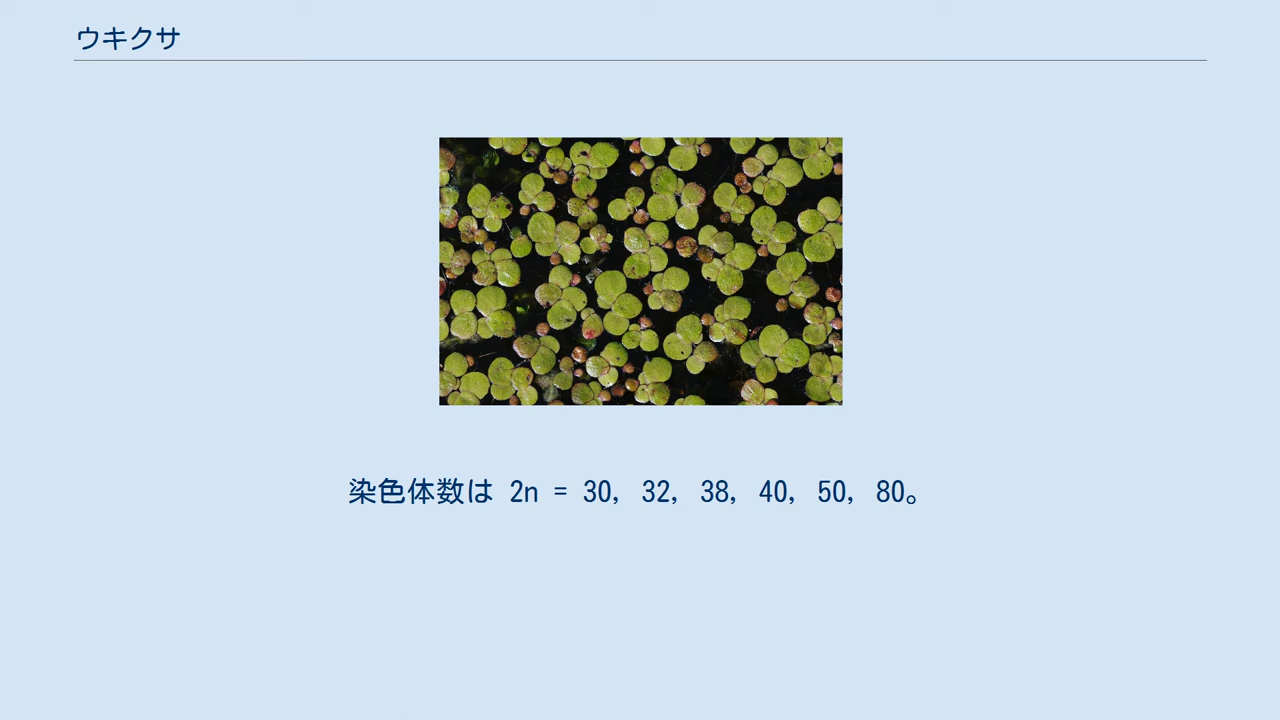 ウキクサ
染色体数は 2n = 30, 32, 38, 40, 50, 80。